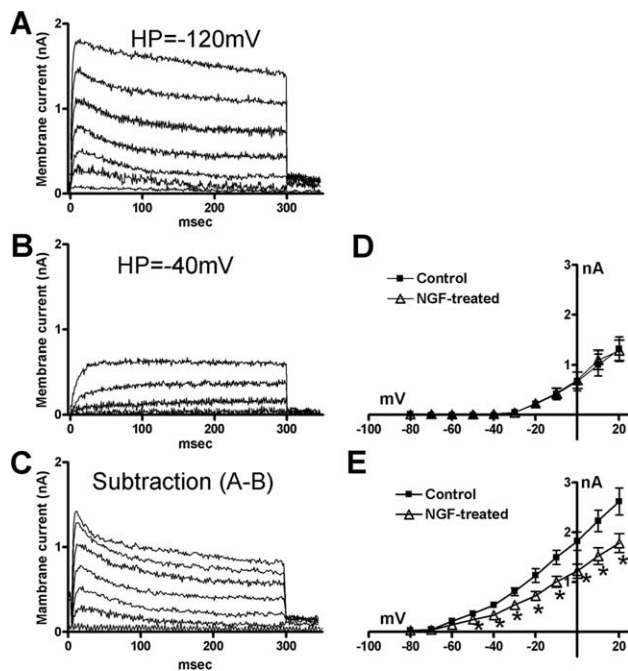 A
HP=-120mV
Membrane current (nA)
2
1
0
0 100 200 300
msec
B
HP=-40mV
Membrane current (nA)
2
1
0
0 100 200 300
msec
C
Subtraction (A-B)
Mambrane current (nA)
2
1
0
0 100 200 300
msec
D
nA
Control
NGF-treated
3
2
1
mV
-100 -80 -60 -40 -20 0 20
E
nA
Control
NGF-treated
3
2
1
mV
* * * * * * * *
-100 -80 -60 -40 -20 0 20